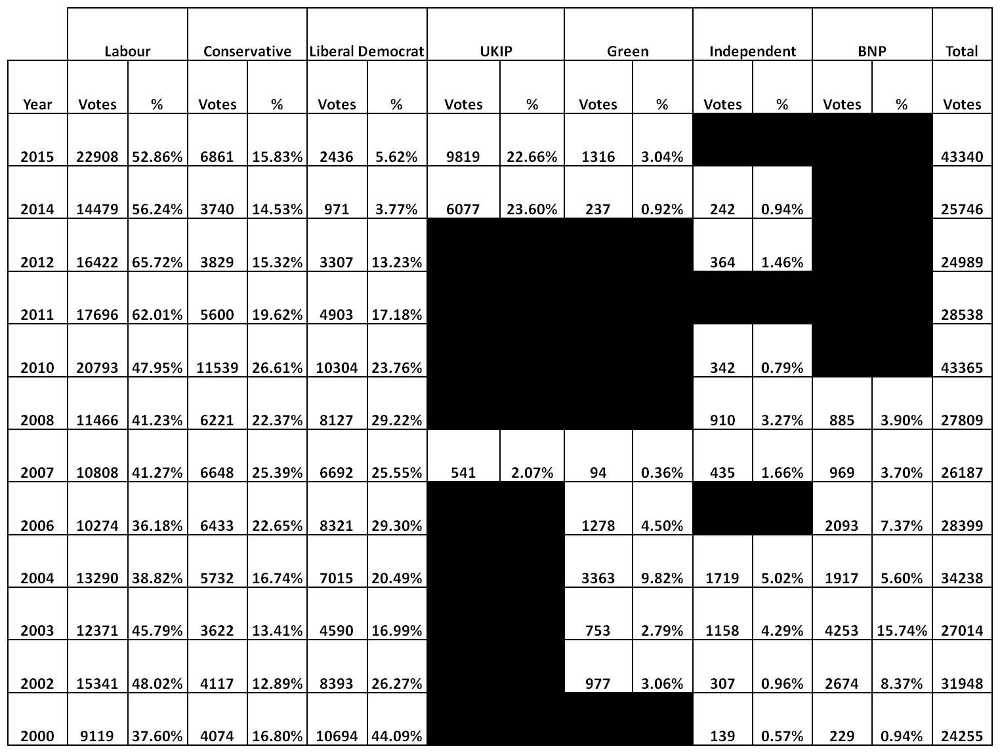 Labour Conservative Liberal Democrat UKIP Green Independent BNP Total
Year Votes % Votes % Votes % Votes % Votes % Votes % Votes % Votes
2015 22908 52.86% 6861 15.83% 2436 5.62% 9819 22.66% 1316 3.04% 43340
2014 14479 56.24% 3740 14.53% 971 3.77% 6077 23.60% 237 0.92% 242 0.94% 25746
2012 16422 65.72% 3829 15.32% 3307 13.23% 364 1.46% 24989
2011 17696 62.01% 5600 19.62% 4903 17.18% 28538
2010 20793 47.95% 11539 26.61% 10304 23.76% 342 0.79% 43365
2008 11466 41.23% 6221 22.37% 8127 29.22% 910 3.27% 885 3.90% 27809
2007 10808 41.27% 6648 25.39% 6692 25.55% 541 2.07% 94 0.36% 435 1.66% 969 3.70% 26187
2006 10274 36.18% 6433 22.65% 8321 29.30% 1278 4.50% 2093 7.37% 28399
2004 13290 38.82% 5732 16.74% 7015 20.49% 3363 9.82% 1719 5.02% 1917 5.60% 34238
2003 12371 45.79% 3622 13.41% 4590 16.99% 753 2.79% 1158 4.29% 4253 15.74% 27014
2002 15341 48.02% 4117 12.89% 8393 26.27% 977 3.06% 307 0.96% 2674 8.37% 31948
2000 9119 37.60% 4074 16.80% 10694 44.09% 139 0.57% 229 0.94% 24255